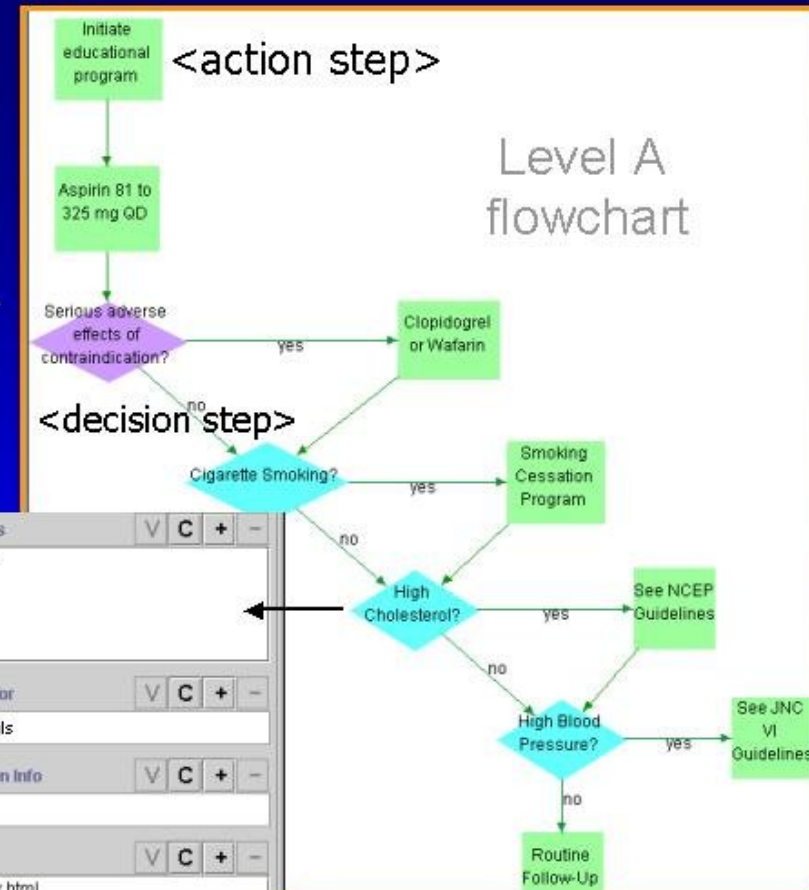 Initiate
educational
program
<action step>
Level A
flowchart
Aspirin 81 to
325 mg QD
Serious adverse
effects of
contraindication?
yes
Clopidogrel
or Wafarin
no
<decision step>
Cigarette Smoking?
yes
Smoking
Cessation
Program
no
High
Cholesterol?
yes
See NCEP
Guidelines
no
High Blood
Pressure?
yes
See JNC
VI
Guidelines
no
Routine
Follow-Up
V C + -
V C + -
V C + -
n Info
V C + -
html